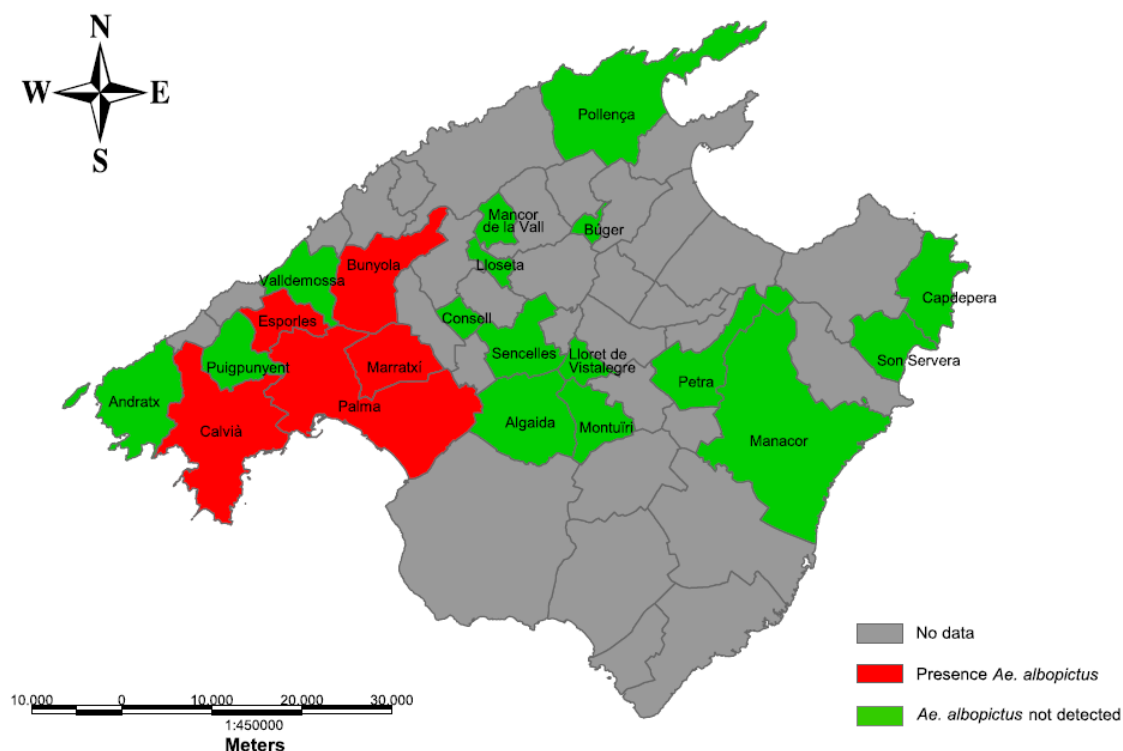 N
W E
S
Pollença
Mancor
de la Vall
Búger
Bunyola
Lloseta
Valldemossa
Capdepera
Esporles
Consell
Sencelles
Lloret de
Vistalegre
Son Servera
Puigpunyent
Marratxí
Petra
Andratx
Palma
Calvià
Algaida
Montuïri
Manacor
No data
Presence Ae. albopictus
Ae. albopictus not detected
10.000 0 10.000 20.000 30.000
1:450000
Meters